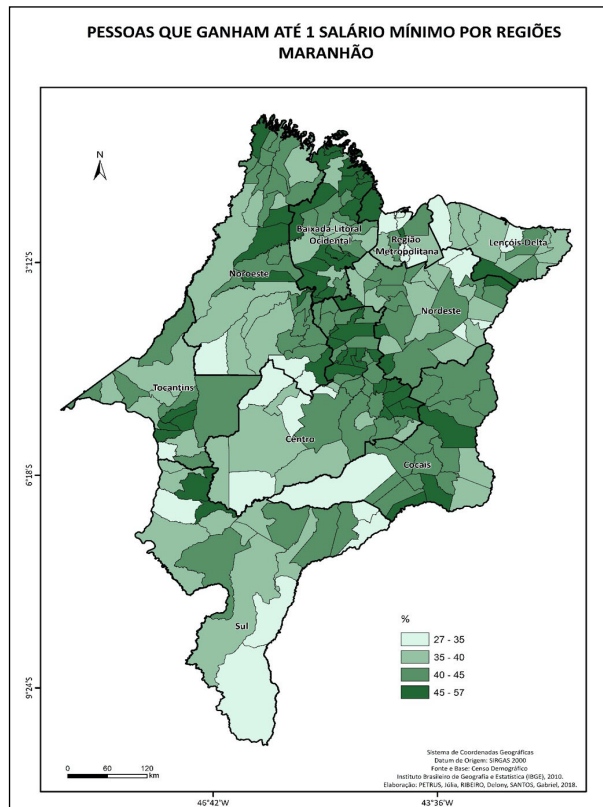 PESSOAS QUE GANHAM ATÉ 1 SALÁRIO MÍNIMO POR REGIÕES
MARANHÃO
N
3°12'S
6°18'S
9°24'S
Baixada-Litoral
Ocidental
Região
Metropolitana
Lençóis-Delta
Noroeste
Nordeste
Tocantins
Centro
Cocais
Sul
%
27 - 35
35 - 40
40 - 45
45 - 57
0 60 120
km
Sistema de Coordenadas Geográficas
Datum de Origem: SIRGAS 2000
Fonte e Base: Censo Demográfico
Instituto Brasileiro de Geografia e Estatística (IBGE), 2010.
Elaboração: PETRUS, Júlia, RIBEIRO, Delony, SANTOS, Gabriel, 2018.
46°42'W
43°36'W